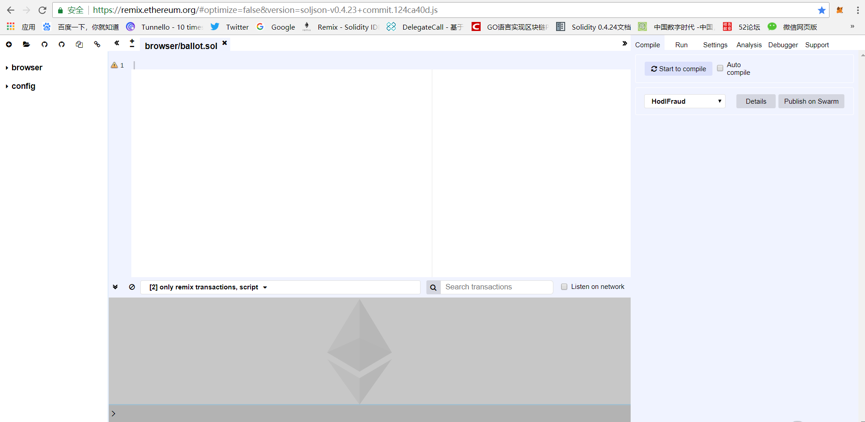 安全 https://remix.ethereum.org/#optimize=false&version=soljson-v0.4.23+commit.124ca40d.js
应用 百度一下，你就知道 Tunnello - 10 time Twitter Google Remix - Solidity ID DelegateCall - 基于 GO语言实现区块链 Solidity 0.4.24文档 中国数字时代 -中国 52论坛 微信网页版 »
browser/ballot.sol
Compile Run Settings Analysis Debugger Support
browser
config
1
Start to compile Auto compile
HodlFraud Details Publish on Swarm
[2] only remix transactions, script Search transactions Listen on network
>